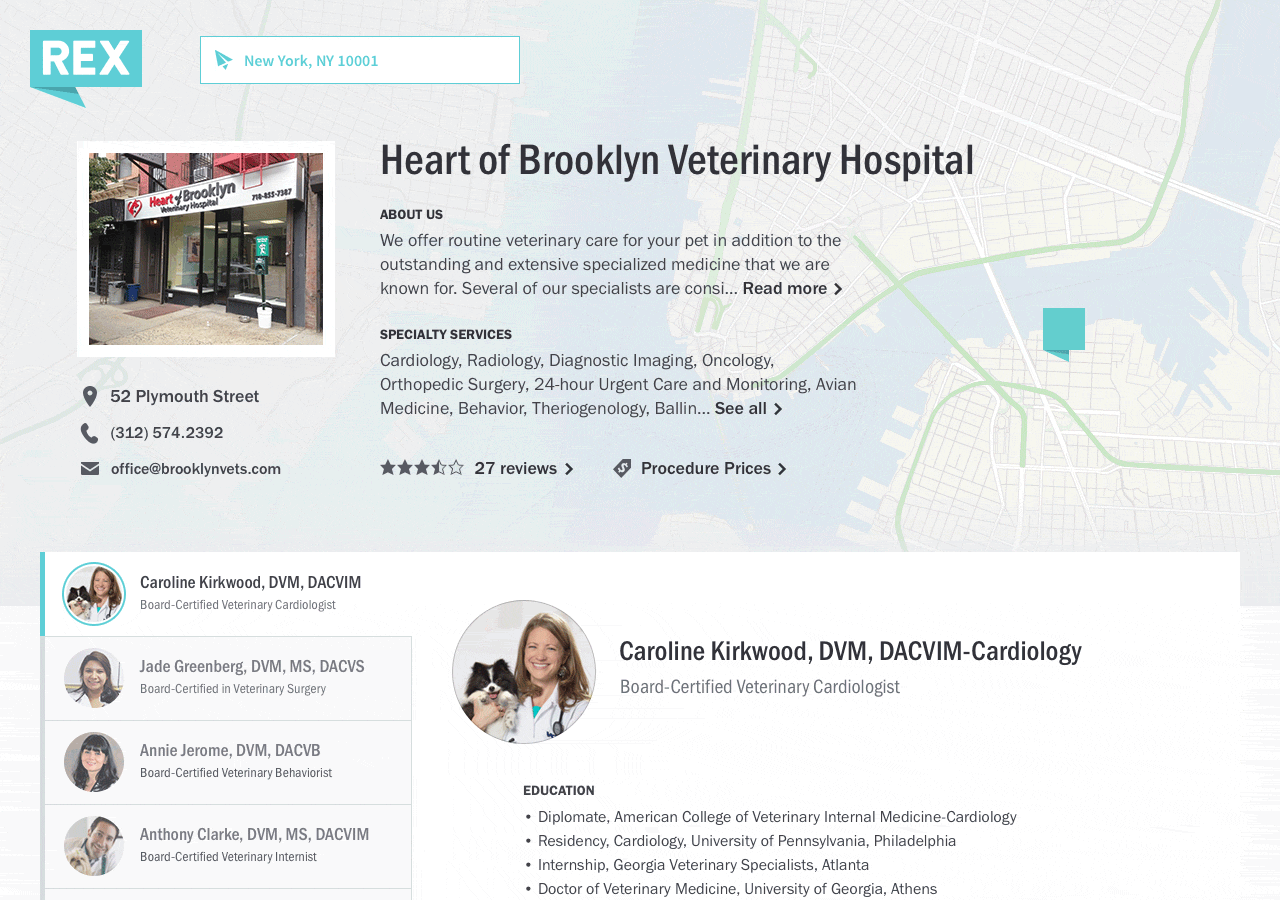 REX
New York, NY 10001
Heart of Brooklyn
Veterinary Hospital
718-855-7387
Heart of Brooklyn Veterinary Hospital
ABOUT US
We offer routine veterinary care for your pet in addition to the
outstanding and extensive specialized medicine that we are
known for. Several of our specialists are consi... Read more
SPECIALTY SERVICES
Cardiology, Radiology, Diagnostic Imaging, Oncology,
Orthopedic Surgery, 24-hour Urgent Care and Monitoring, Avian
Medicine, Behavior, Theriogenology, Ballin... See all
52 Plymouth Street
(312) 574.2392
office@brooklynvets.com
27 reviews
Procedure Prices
Caroline Kirkwood, DVM, DACVIM
Board-Certified Veterinary Cardiologist
Jade Greenberg, DVM, MS, DACVS
Board-Certified in Veterinary Surgery
Annie Jerome, DVM, DACVB
Board-Certified Veterinary Behaviorist
Anthony Clarke, DVM, MS, DACVIM
Board-Certified Veterinary Internist
Caroline Kirkwood, DVM, DACVIM-Cardiology
Board-Certified Veterinary Cardiologist
EDUCATION
• Diplomate, American College of Veterinary Internal Medicine-Cardiology
• Residency, Cardiology, University of Pennsylvania, Philadelphia
• Internship, Georgia Veterinary Specialists, Atlanta
• Doctor of Veterinary Medicine, University of Georgia, Athens